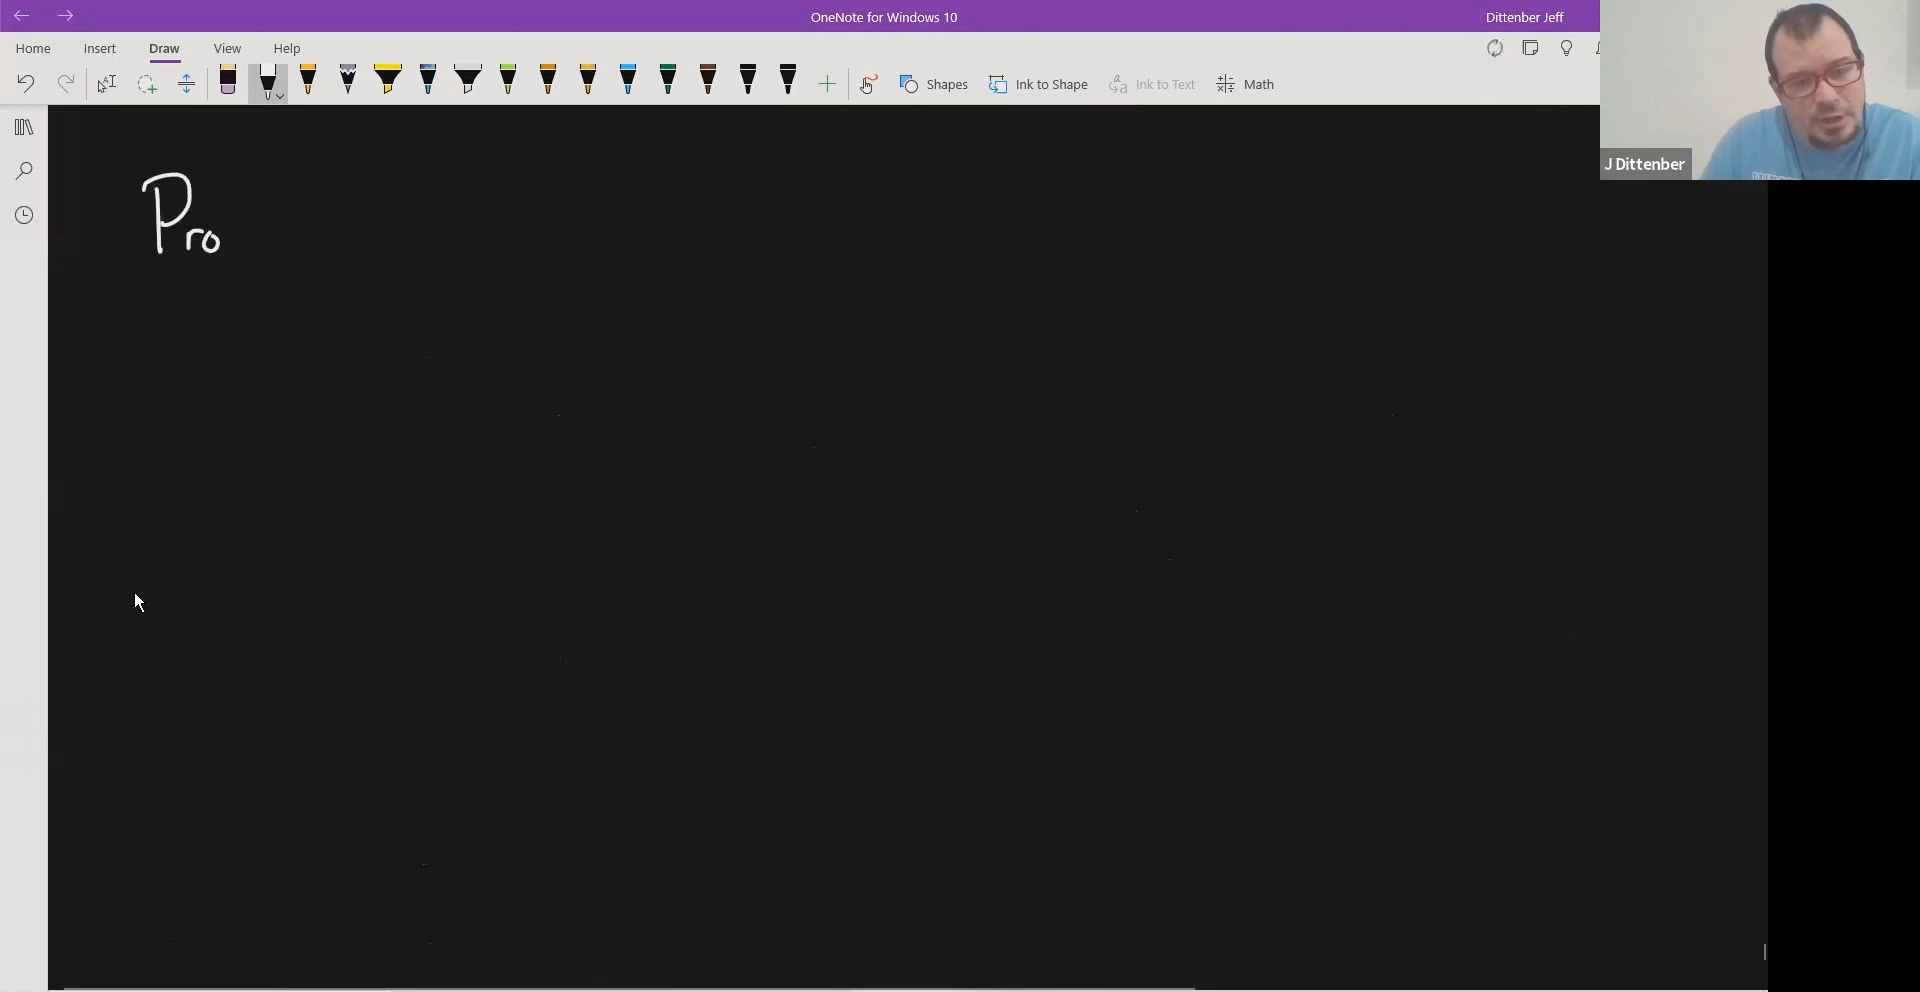 OneNote for Windows 10
Dittenber Jeff
Home Insert Draw View Help
Shapes Ink to Shape Ink to Text Math
J Dittenber
Pro